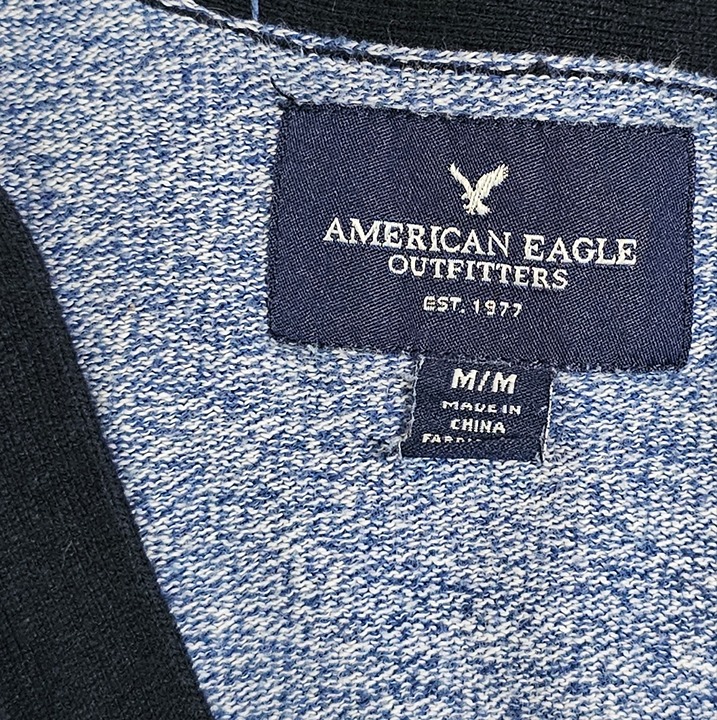 AMERICAN EAGLE
OUTFITTERS
EST. 1977
M/M
MADE IN
CHINA